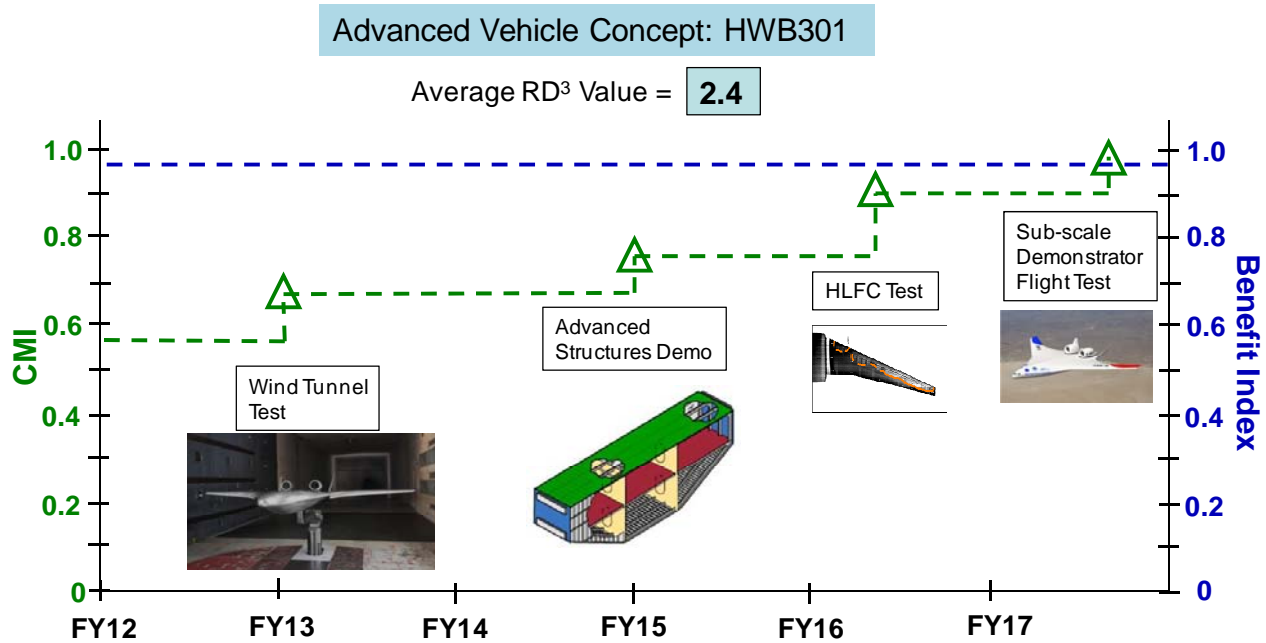 Advanced Vehicle Concept: HWB301
Average RD³ Value = 2.4
1.0
0.8
0.6
0.4
0.2
0
CMI
1.0
0.8
0.6
0.4
0.2
0
Benefit Index
Wind Tunnel
Test
Advanced
Structures Demo
HLFC Test
Sub-scale
Demonstrator
Flight Test
FY12
FY13
FY14
FY15
FY16
FY17